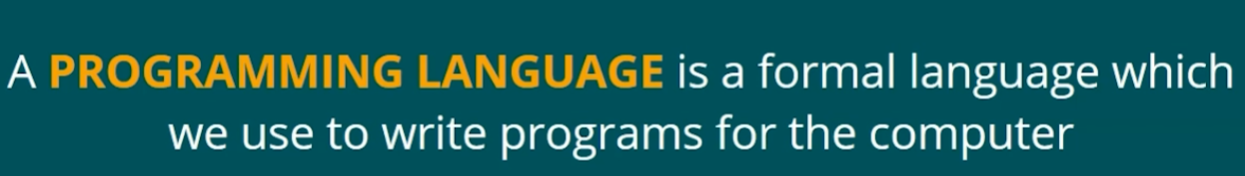 A PROGRAMMING LANGUAGE is a formal language which
we use to write programs for the computer